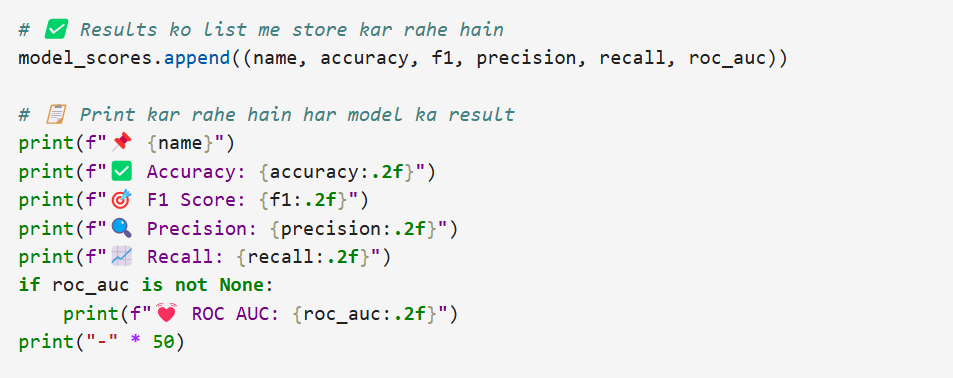 # ✅ Results ko list me store kar rahe hain
model_scores.append((name, accuracy, f1, precision, recall, roc_auc))
# 📋 Print kar rahe hain har model ka result
print(f"📌 {name}")
print(f"✅ Accuracy: {accuracy:.2f}")
print(f"🎯 F1 Score: {f1:.2f}")
print(f"🔍 Precision: {precision:.2f}")
print(f"📈 Recall: {recall:.2f}")
if roc_auc is not None:
    print(f"💓 ROC AUC: {roc_auc:.2f}")
print("-" * 50)